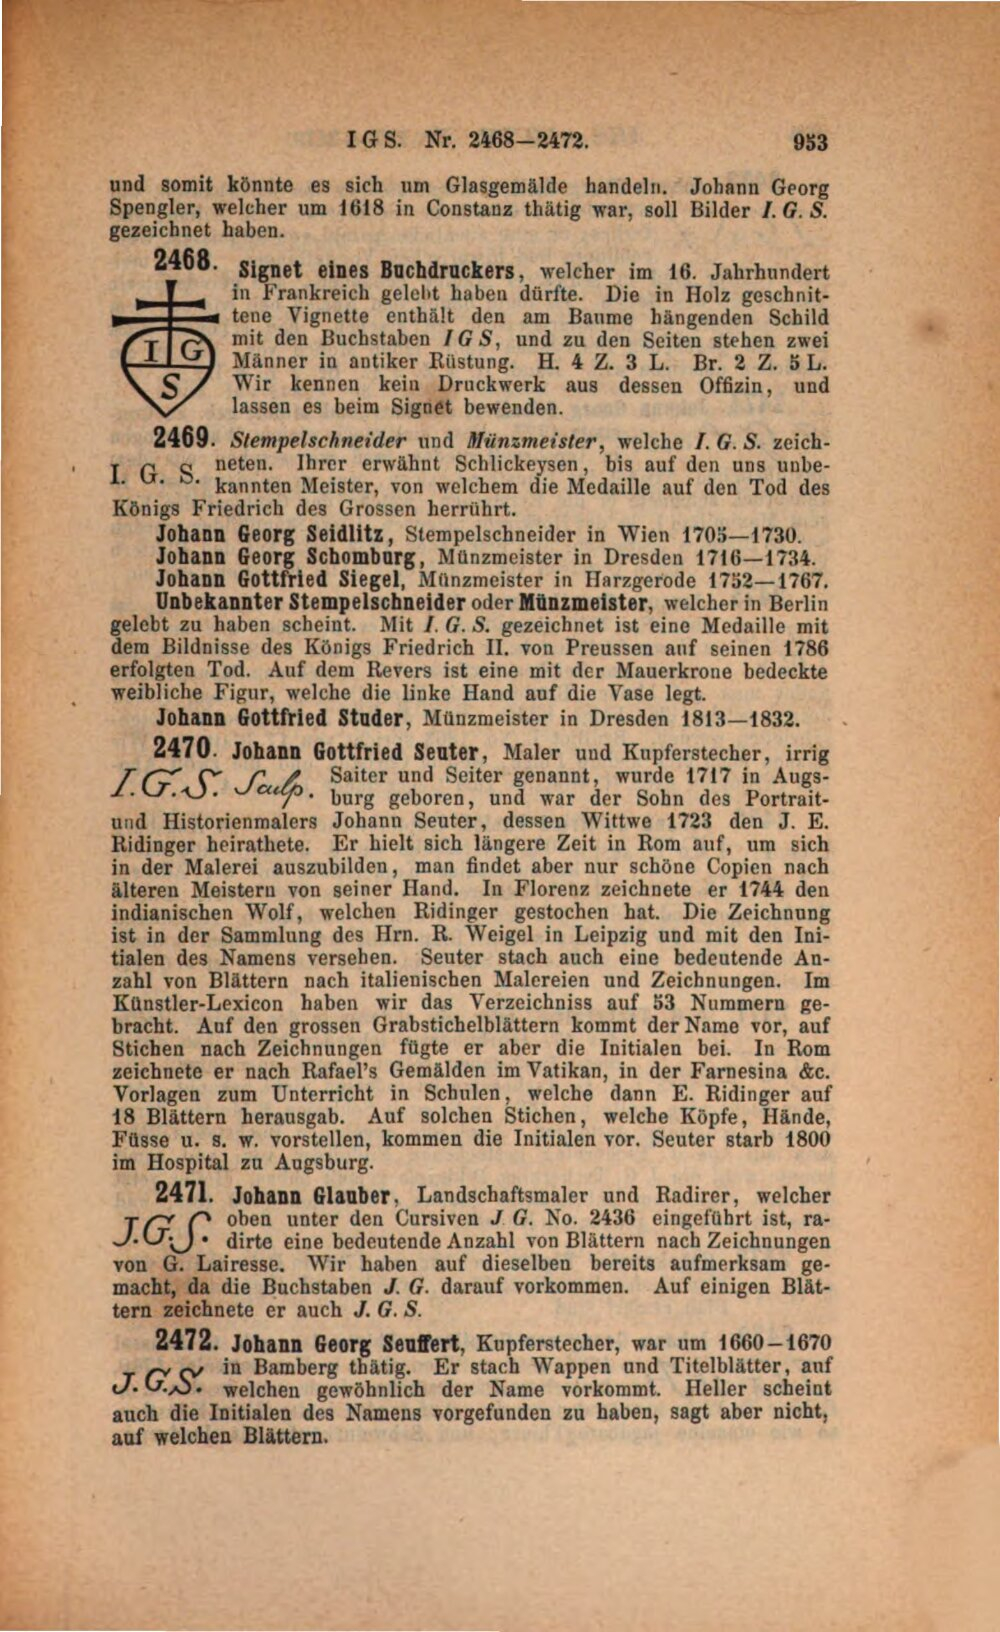 I G S. Nr. 2468—2472. 953
und somit könnte es sich um Glasgemälde handeln. Johann Georg
Spengler, welcher um 1618 in Constanz thätig war, soll Bilder I. G. S.
gezeichnet haben.
2468. Signet eines Buchdruckers, welcher im 16. Jahrhundert
in Frankreich gelebt haben dürfte. Die in Holz geschnit-
tene Vignette enthält den am Baume hängenden Schild
mit den Buchstaben I G S, und zu den Seiten stehen zwei
I G
Männer in antiker Rüstung. H. 4 Z. 3 L. Br. 2 Z. 5 L.
S
Wir kennen kein Druckwerk aus dessen Offizin, und
lassen es beim Signet bewenden.
2469. Stempelschneider und Münzmeister, welche I. G. S. zeich-
I. G. S. neten. Ihrer erwähnt Schlickeysen, bis auf den uns unbe-
kannten Meister, von welchem die Medaille auf den Tod des
Königs Friedrich des Grossen herrührt.
Johann Georg Seidlitz, Stempelschneider in Wien 1705—1730.
Johann Georg Schomburg, Münzmeister in Dresden 1716—1734.
Johann Gottfried Siegel, Münzmeister in Harzgerode 1752—1767.
Unbekannter Stempelschneider oder Münzmeister, welcher in Berlin
gelebt zu haben scheint. Mit I. G. S. gezeichnet ist eine Medaille mit
dem Bildnisse des Königs Friedrich II. von Preussen auf seinen 1786
erfolgten Tod. Auf dem Revers ist eine mit der Mauerkrone bedeckte
weibliche Figur, welche die linke Hand auf die Vase legt.
Johann Gottfried Studer, Münzmeister in Dresden 1813—1832.
2470. Johann Gottfried Seuter, Maler und Kupferstecher, irrig
I. G. S. Sculp. Saiter und Seiter genannt, wurde 1717 in Augs-
burg geboren, und war der Sohn des Portrait-
und Historienmalers Johann Seuter, dessen Wittwe 1723 den J. E.
Ridinger heirathete. Er hielt sich längere Zeit in Rom auf, um sich
in der Malerei auszubilden, man findet aber nur schöne Copien nach
älteren Meistern von seiner Hand. In Florenz zeichnete er 1744 den
indianischen Wolf, welchen Ridinger gestochen hat. Die Zeichnung
ist in der Sammlung des Hrn. R. Weigel in Leipzig und mit den Ini-
tialen des Namens versehen. Seuter stach auch eine bedeutende An-
zahl von Blättern nach italienischen Malereien und Zeichnungen. Im
Künstler-Lexicon haben wir das Verzeichniss auf 53 Nummern ge-
bracht. Auf den grossen Grabstichelblättern kommt der Name vor, auf
Stichen nach Zeichnungen fügte er aber die Initialen bei. In Rom
zeichnete er nach Rafael's Gemälden im Vatikan, in der Farnesina &c.
Vorlagen zum Unterricht in Schulen, welche dann E. Ridinger auf
18 Blättern herausgab. Auf solchen Stichen, welche Köpfe, Hände,
Füsse u. s. w. vorstellen, kommen die Initialen vor. Seuter starb 1800
im Hospital zu Augsburg.
2471. Johann Glauber, Landschaftsmaler und Radirer, welcher
J. G. S. oben unter den Cursiven J G. No. 2436 eingeführt ist, ra-
dirte eine bedeutende Anzahl von Blättern nach Zeichnungen
von G. Lairesse. Wir haben auf dieselben bereits aufmerksam ge-
macht, da die Buchstaben J. G. darauf vorkommen. Auf einigen Blät-
tern zeichnete er auch J. G. S.
2472. Johann Georg Seuffert, Kupferstecher, war um 1660—1670
J. G. S. in Bamberg thätig. Er stach Wappen und Titelblätter, auf
welchen gewöhnlich der Name vorkommt. Heller scheint
auch die Initialen des Namens vorgefunden zu haben, sagt aber nicht,
auf welchen Blättern.